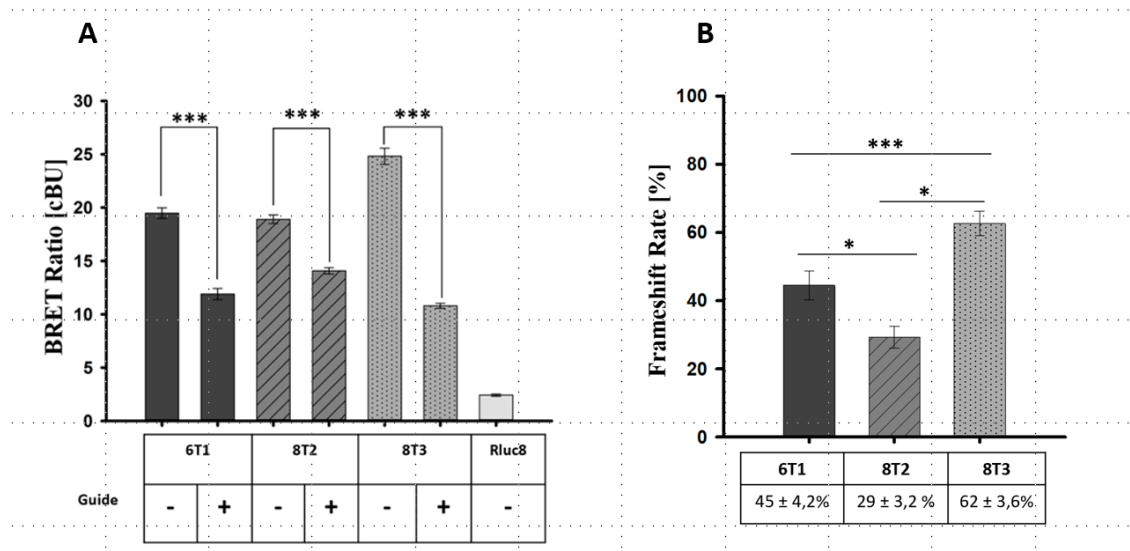 A
BRET Ratio [cBU]
30
25
20
15
10
5
0
***
***
***
6T1 8T2 8T3 Rluc8
Guide - + - + - + -
B
Frameshift Rate [%]
100
80
60
40
20
0
***
*
*
6T1 8T2 8T3
45 ± 4,2% 29 ± 3,2 % 62 ± 3,6%